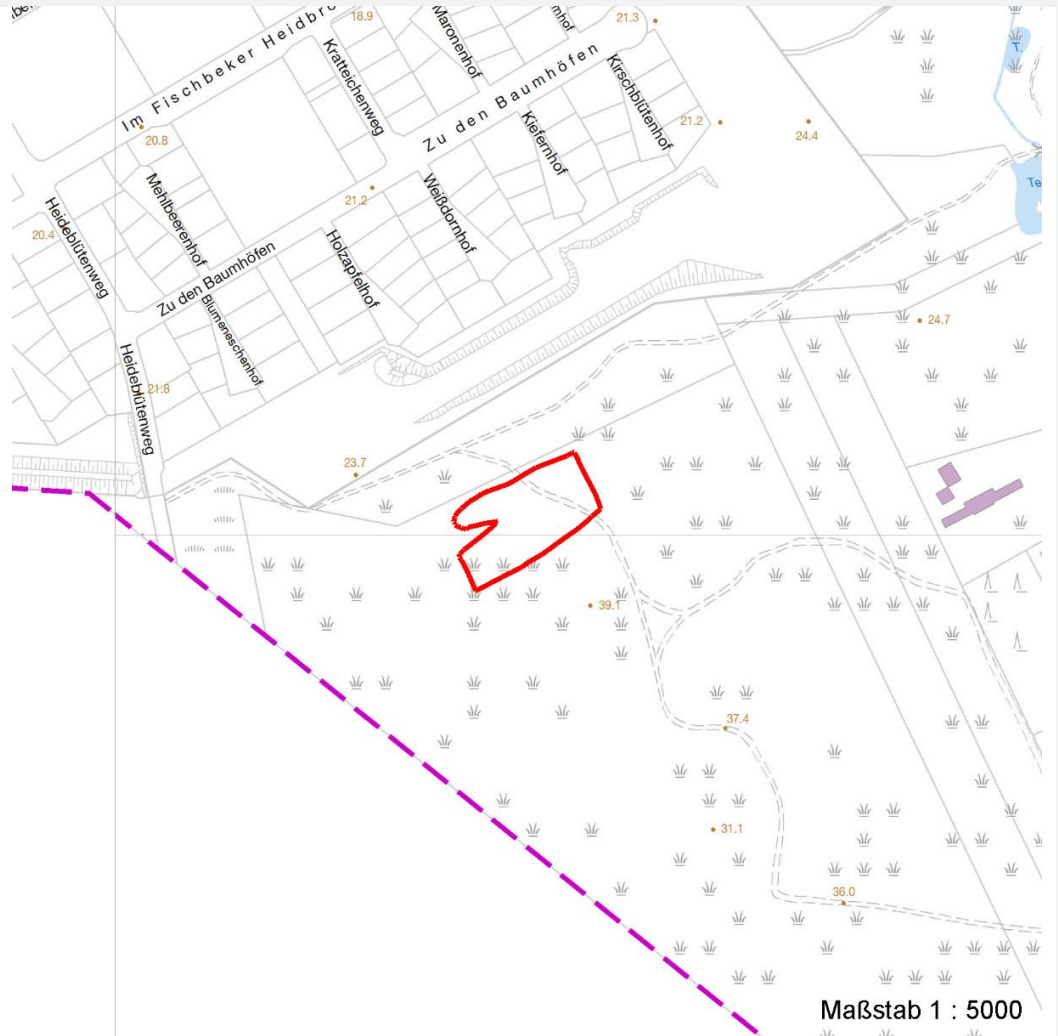 18.9
Im Fischbeker
Kratteichenweg
Maronenhof
21.3
Zu den Baumhöfen
Kirschblütenhof
Kiefernhof
T.
20.8
21.2
24.4
Mehlbeerenhof
21.2
Weißdornhof
Te
Heideblütenweg
20.4
Holzapfelhof
Zu den Baumhöfen
Blumeneschenhof
24.7
Heideblütenweg
21.8
23.7
39.1
37.4
31.1
36.0
Maßstab 1 : 5000